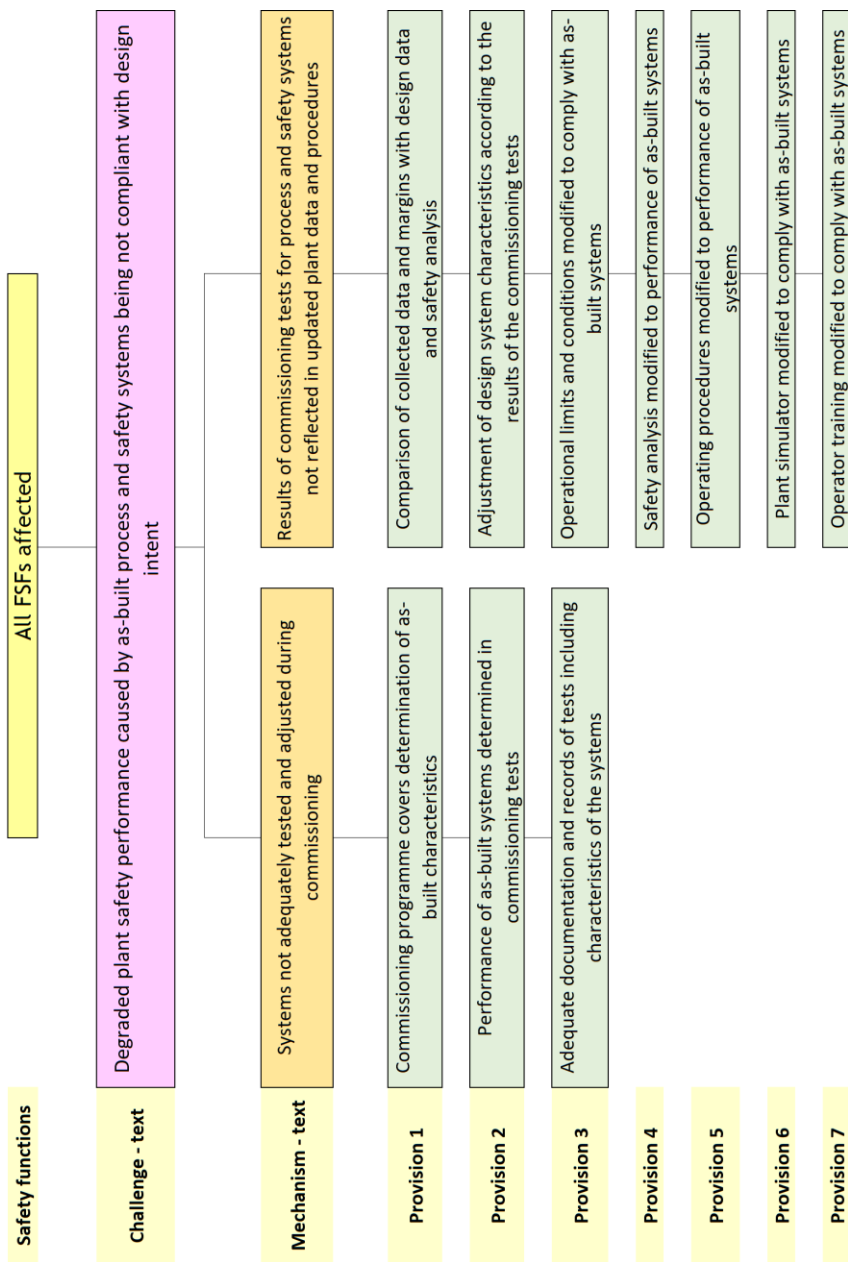 Safety functions
All FSFs affected
Challenge - text
Degraded plant safety performance caused by as-built process and safety systems being not compliant with design
intent
Mechanism - text
Systems not adequately tested and adjusted during
commissioning
Results of commissioning tests for process and safety systems
not reflected in updated plant data and procedures
Provision 1
Commissioning programme covers determination of as-
built characteristics
Comparison of collected data and margins with design data
and safety analysis
Provision 2
Performance of as-built systems determined in
commissioning tests
Adjustment of design system characteristics according to the
results of the commissioning tests
Provision 3
Adequate documentation and records of tests including
characteristics of the systems
Operational limits and conditions modified to comply with as-
built systems
Provision 4
Safety analysis modified to performance of as-built systems
Provision 5
Operating procedures modified to performance of as-built
systems
Provision 6
Plant simulator modified to comply with as-built systems
Provision 7
Operator training modified to comply with as-built systems